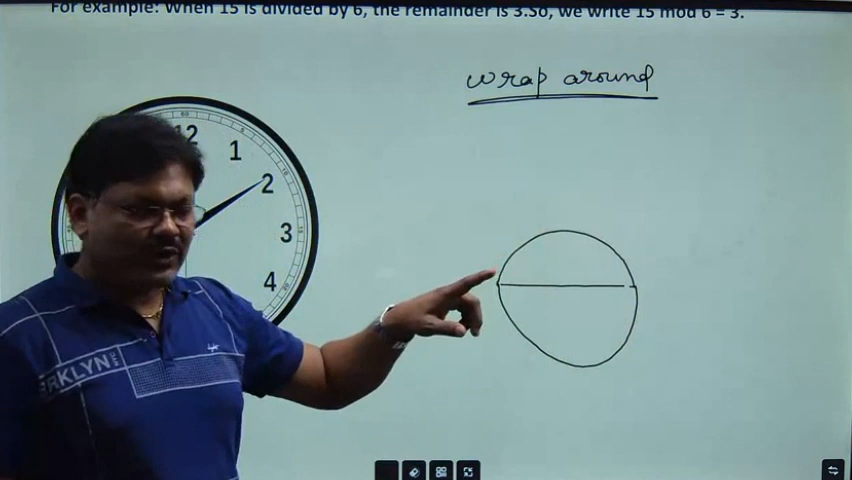 For example: When 15 is divided by 6, the remainder is 3.So, we write 15 mod 6 = 3.
wrap around
12
1
2
3
4
BRKLYN